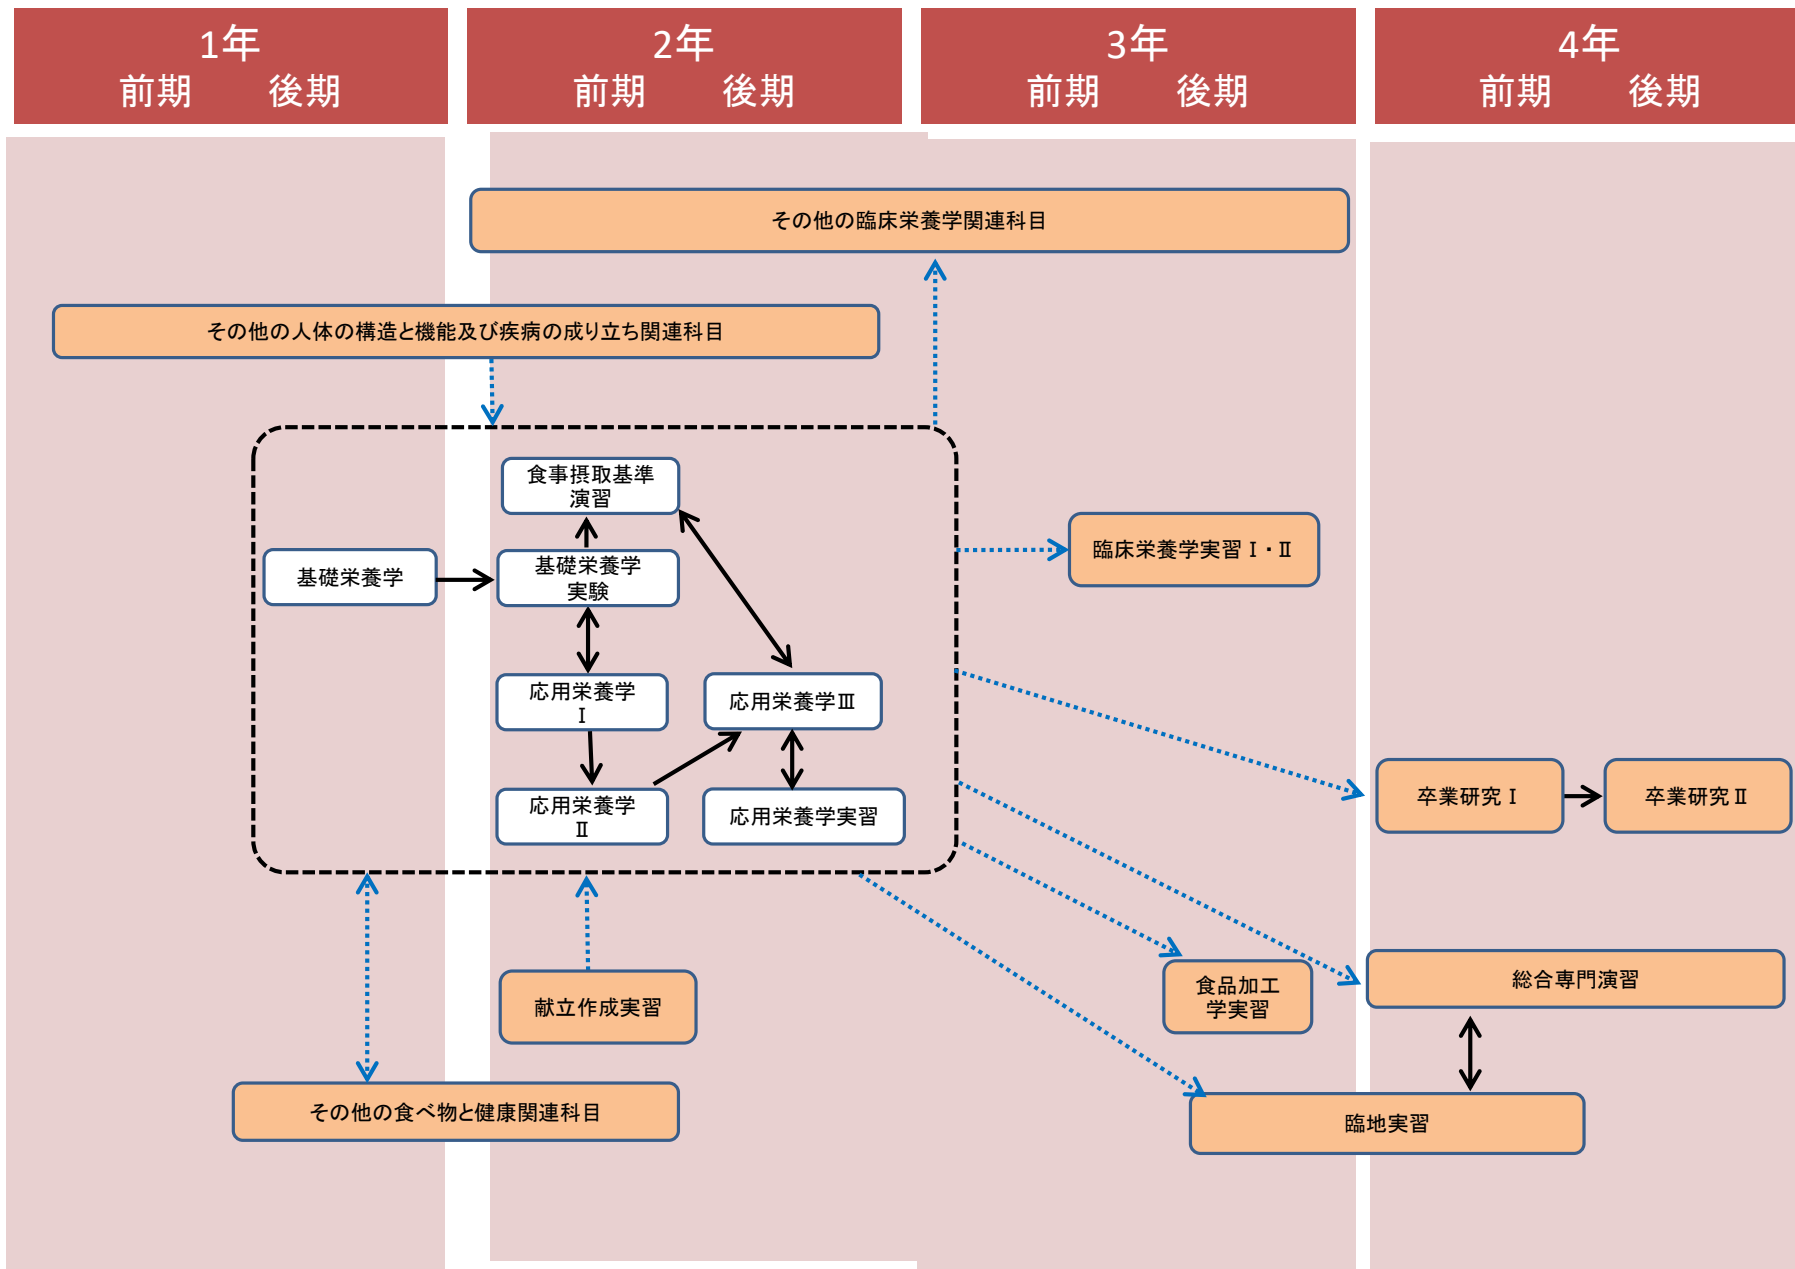 1年
前期 後期
2年
前期 後期
3年
前期 後期
4年
前期 後期
その他の臨床栄養学関連科目
その他の人体の構造と機能及び疾病の成り立ち関連科目
食事摂取基準
演習
基礎栄養学
基礎栄養学
実験
臨床栄養学実習Ⅰ・Ⅱ
応用栄養学
Ⅰ
応用栄養学Ⅲ
応用栄養学
Ⅱ
応用栄養学実習
卒業研究Ⅰ
卒業研究Ⅱ
献立作成実習
食品加工
学実習
総合専門演習
その他の食べ物と健康関連科目
臨地実習